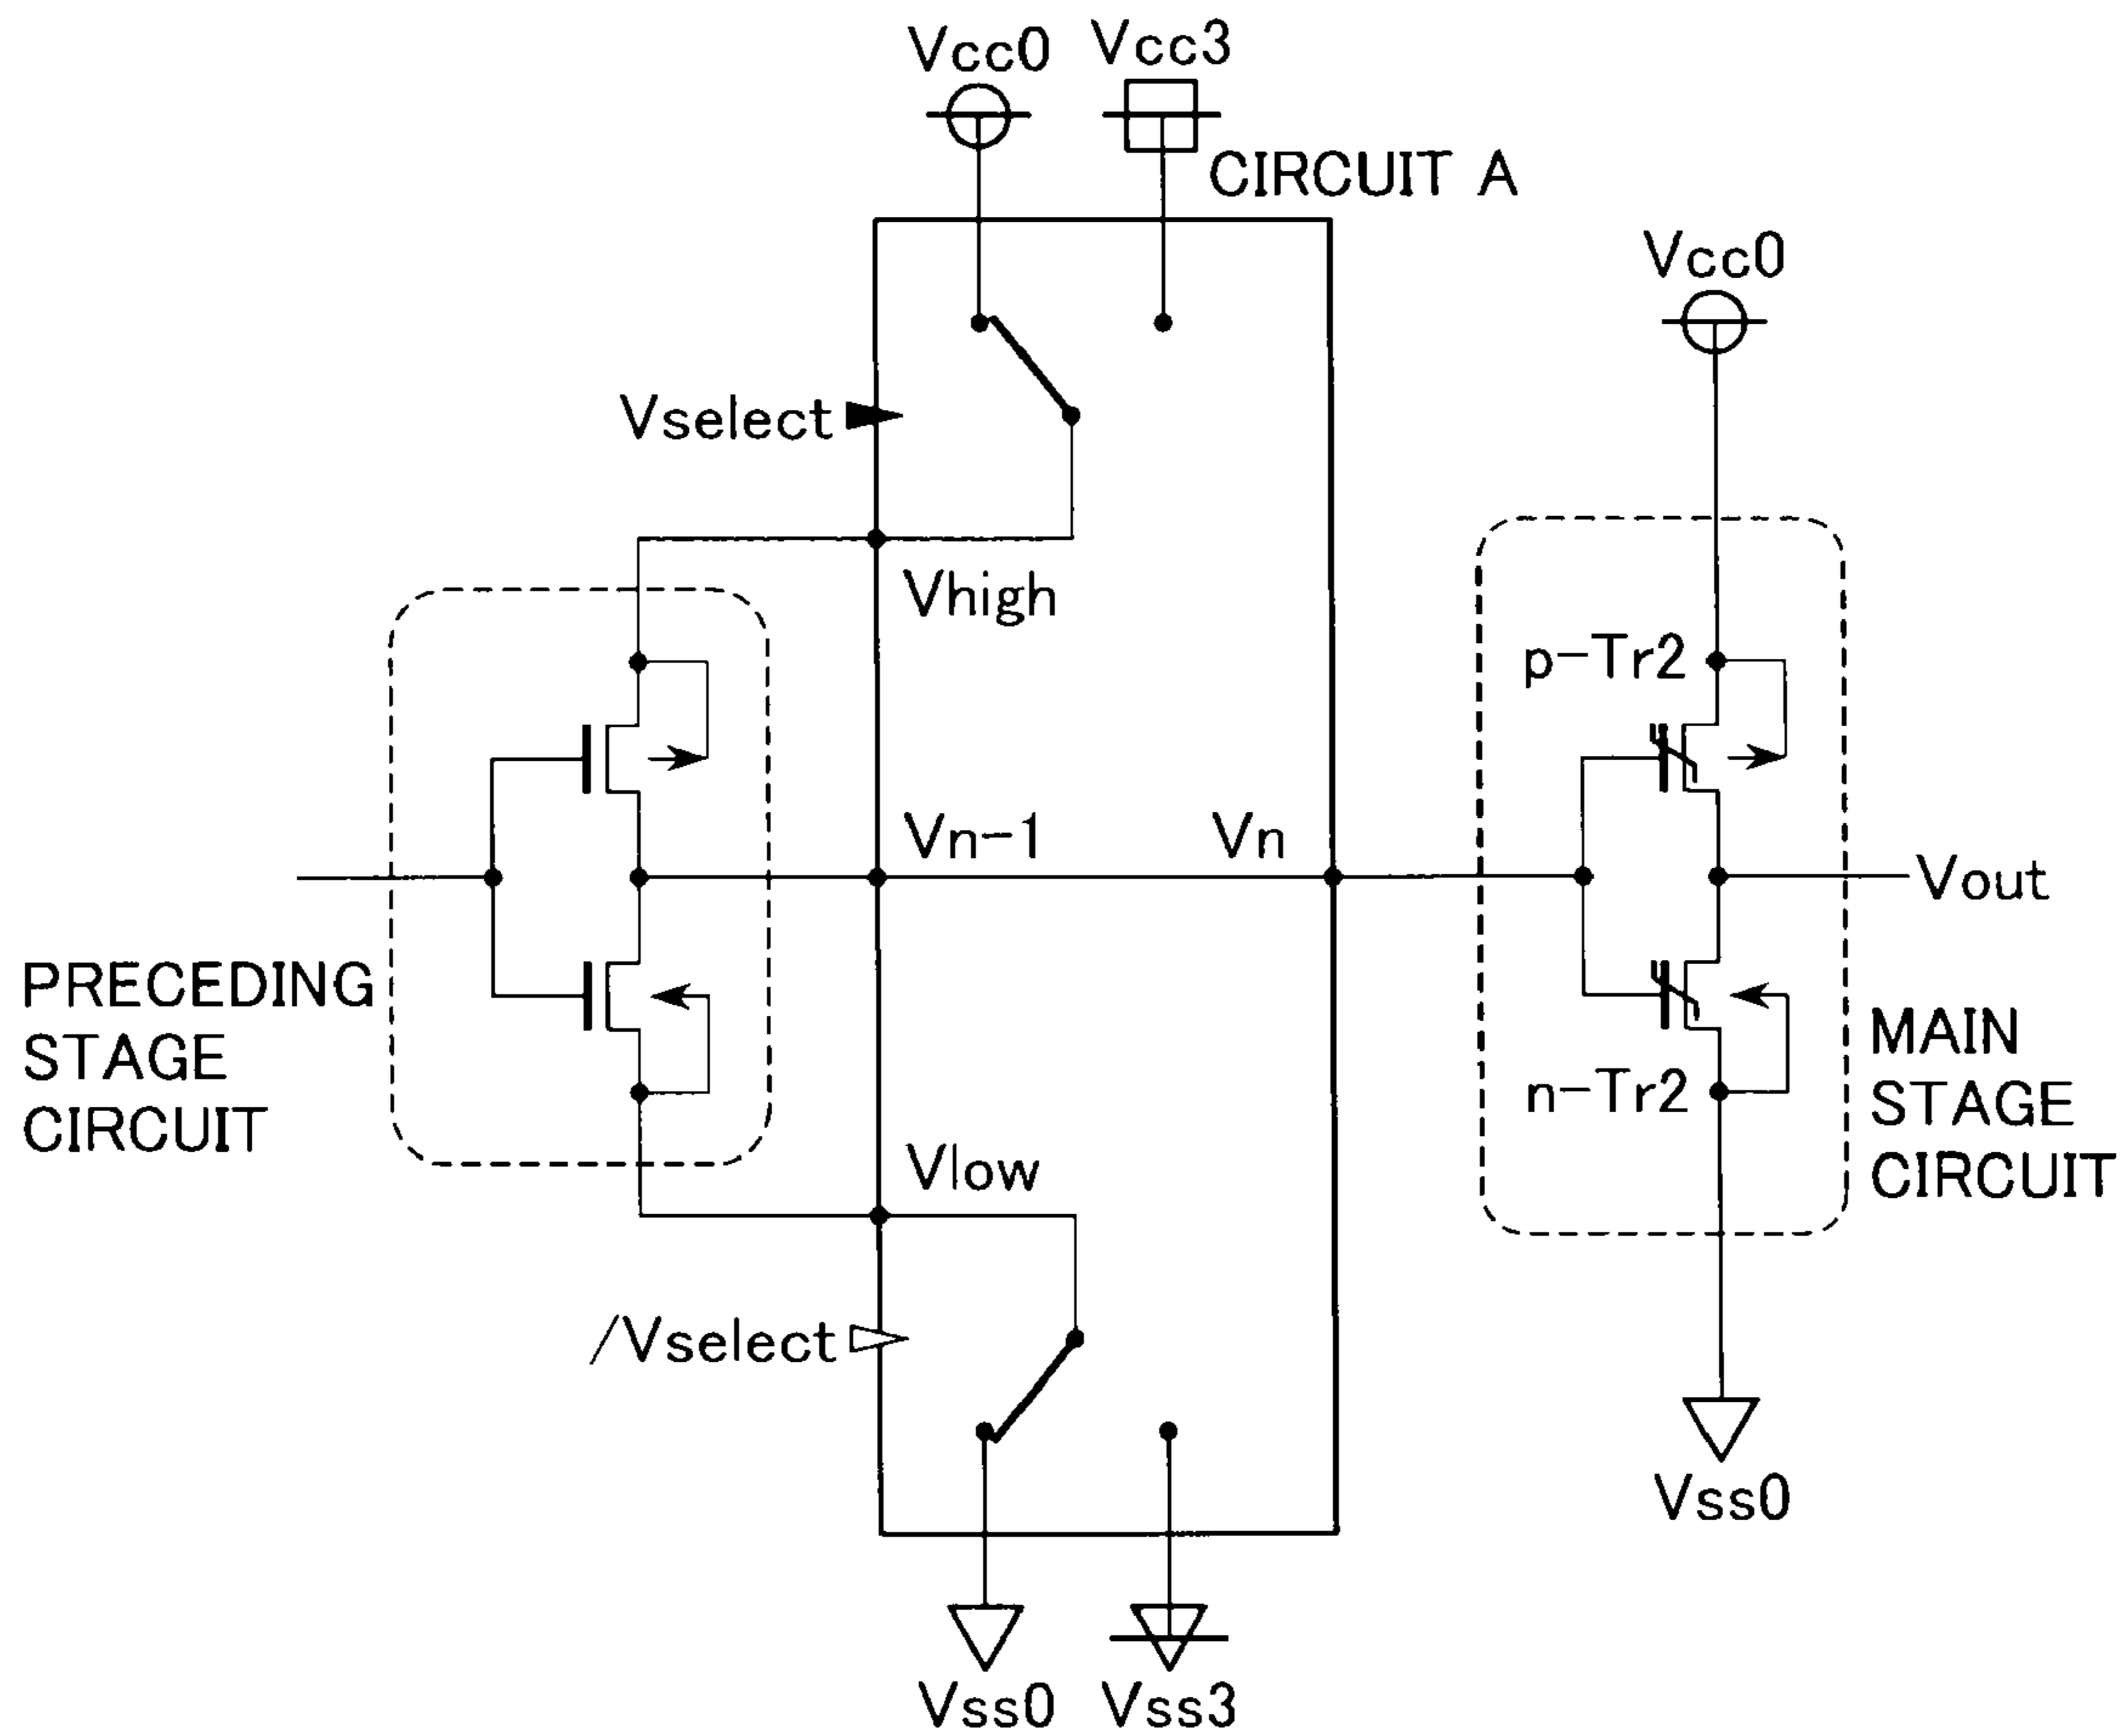 Vcc0
Vcc3
CIRCUIT A
Vcc0
Vselect
Vhigh
p-Tr2
Vn-1
Vn
Vout
PRECEDING
STAGE
CIRCUIT
MAIN
STAGE
CIRCUIT
n-Tr2
Vlow
/Vselect
Vss0
Vss0
Vss3